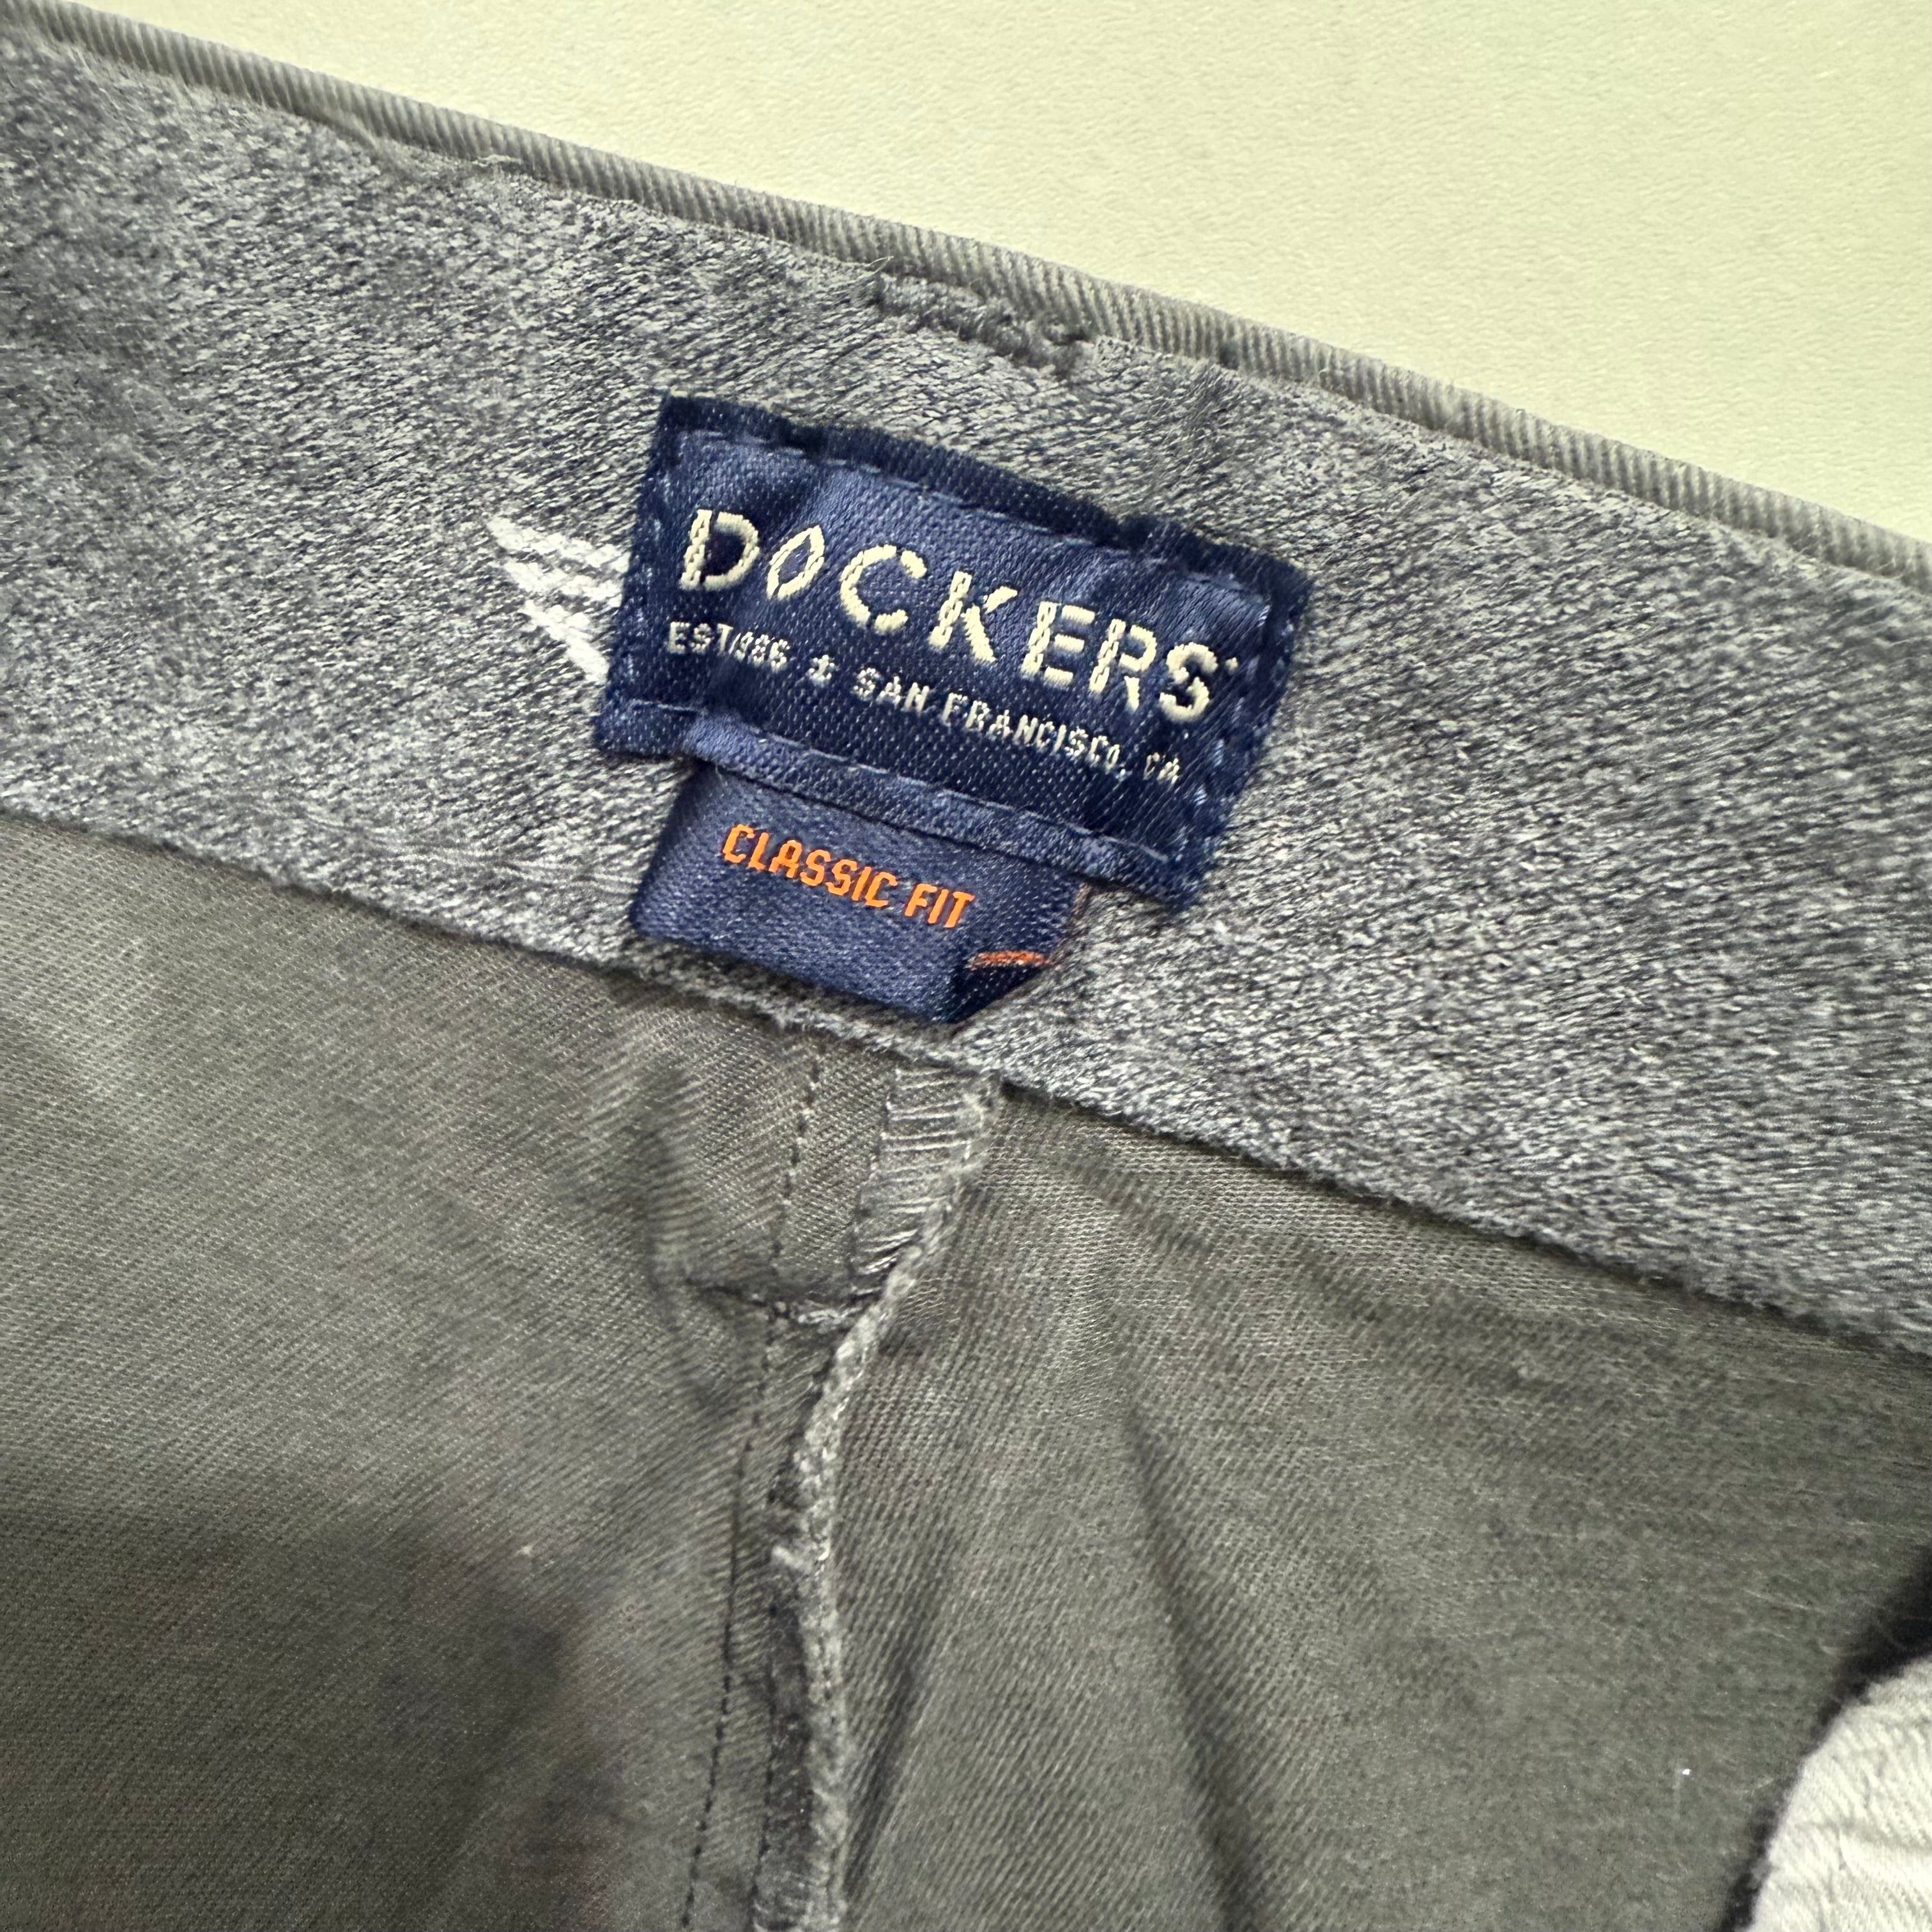 DOCKERS
EST.1986 ± SAN FRANCISCO, CA
CLASSIC FIT